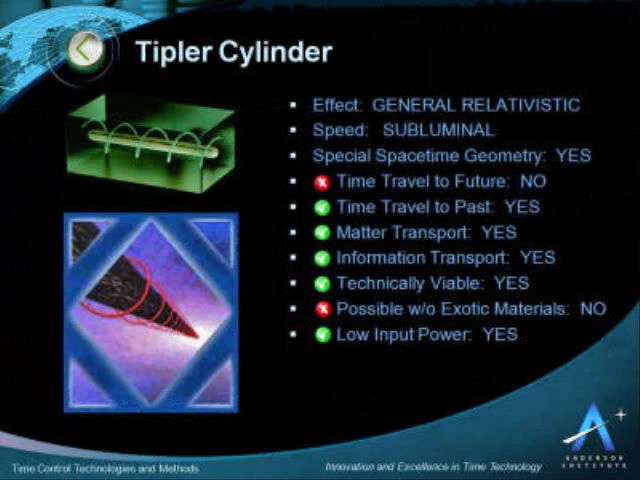 Tipler Cylinder
Effect: GENERAL RELATIVISTIC
Speed: SUBLUMINAL
Special Spacetime Geometry: YES
Time Travel to Future: NO
Time Travel to Past: YES
Matter Transport: YES
Information Transport: YES
Technically Viable: YES
Possible w/o Exotic Materials: NO
Low Input Power: YES
Time Control Technologies and Methods
Innovation and Excellence in Time Technology
ANDERSON
INSTITUTE